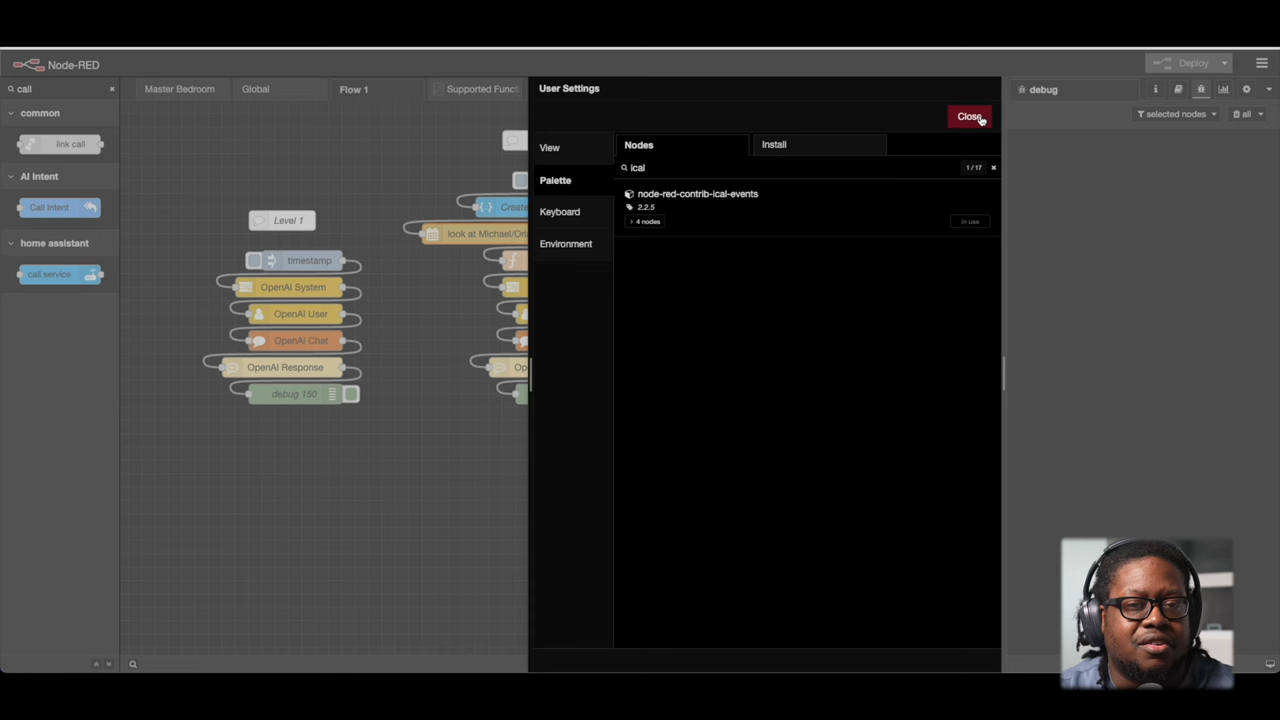 Node-RED
Deploy
call
common
link call
AI Intent
Call Intent.
home assistant
call service
Master Bedroom
Global
Flow 1
Supported Funct
Level 1
timestamp
OpenAI System
OpenAI User
OpenAI Chat
OpenAI Response
debug 150
Create
look at Michael/Orl
Op
User Settings
Close
View
Palette
Keyboard
Environment
Nodes
Install
ical
1 / 17
node-red-contrib-ical-events
2.2.5
4 nodes
in use
debug
selected nodes
all